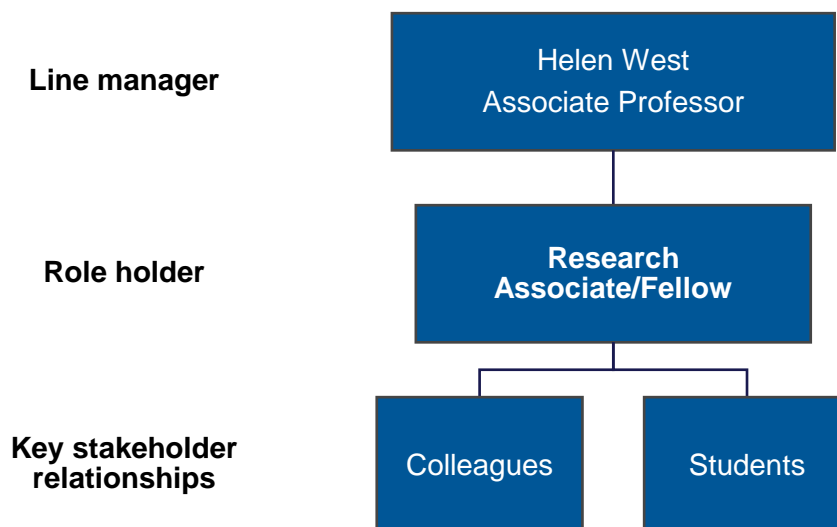 Line manager
Helen West
Associate Professor
Role holder
Research
Associate/Fellow
Key stakeholder
relationships
Colleagues
Students